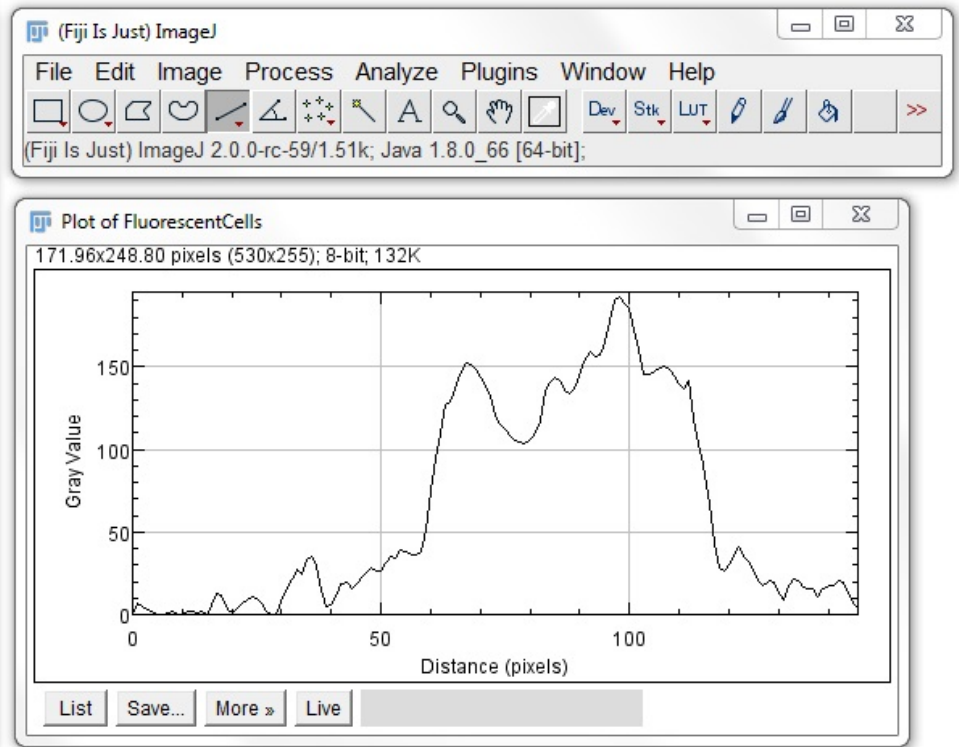 (Fiji Is Just) ImageJ
File Edit Image Process Analyze Plugins Window Help
A Dev Stk LUT >>
(Fiji Is Just) ImageJ 2.0.0-rc-59/1.51k; Java 1.8.0_66 [64-bit];
Plot of FluorescentCells
171.96x248.80 pixels (530x255); 8-bit; 132K
150
100
50
0
Gray Value
0 50 100
Distance (pixels)
List Save... More » Live